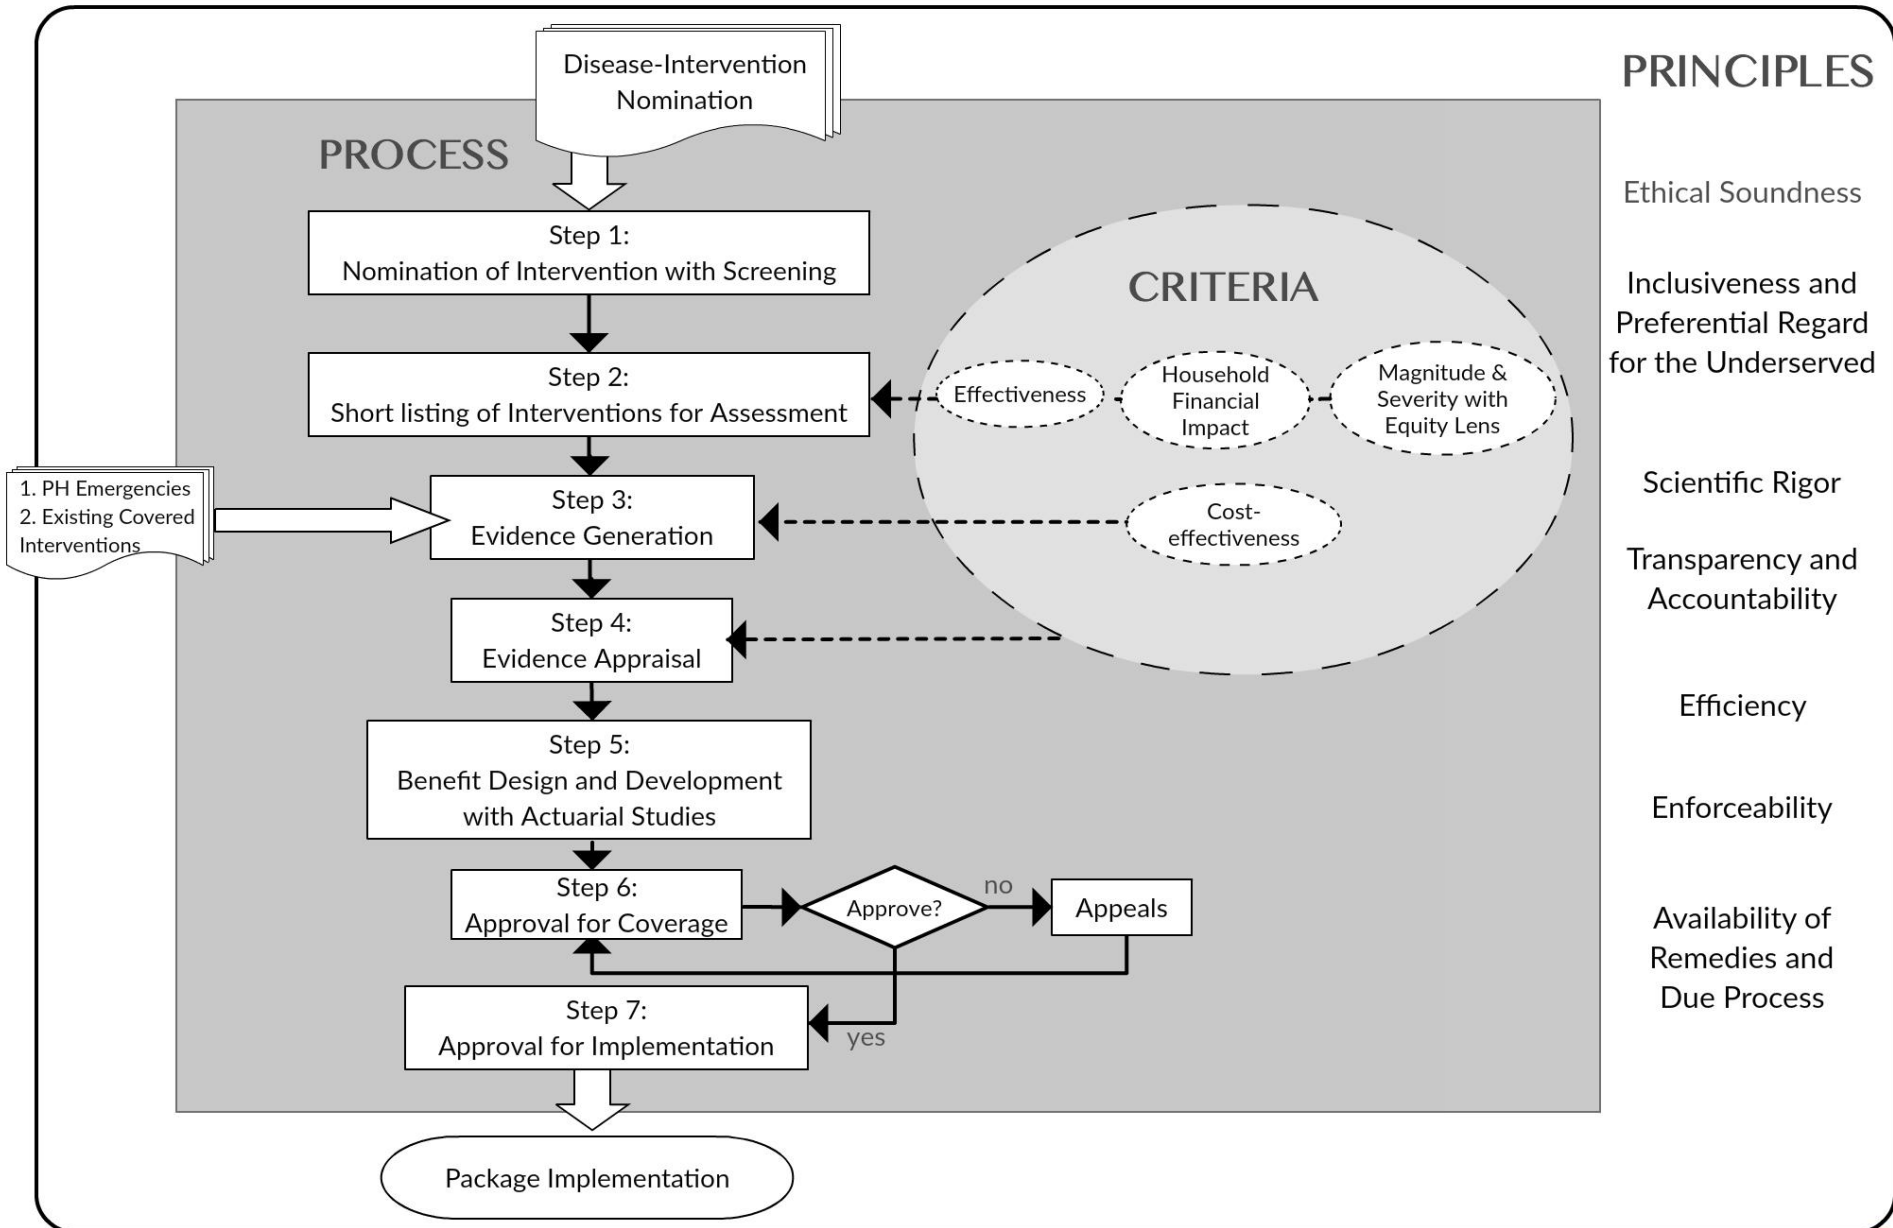 Disease-Intervention
Nomination
PROCESS
Step 1:
Nomination of Intervention with Screening
Step 2:
Short listing of Interventions for Assessment
1. PH Emergencies
2. Existing Covered
Interventions
Step 3:
Evidence Generation
Step 4:
Evidence Appraisal
Step 5:
Benefit Design and Development
with Actuarial Studies
Step 6:
Approval for Coverage
Approve?
no
Appeals
yes
Step 7:
Approval for Implementation
Package Implementation
CRITERIA
Effectiveness
Household
Financial
Impact
Magnitude &
Severity with
Equity Lens
Cost-
effectiveness
PRINCIPLES
Ethical Soundness
Inclusiveness and
Preferential Regard
for the Underserved
Scientific Rigor
Transparency and
Accountability
Efficiency
Enforceability
Availability of
Remedies and
Due Process